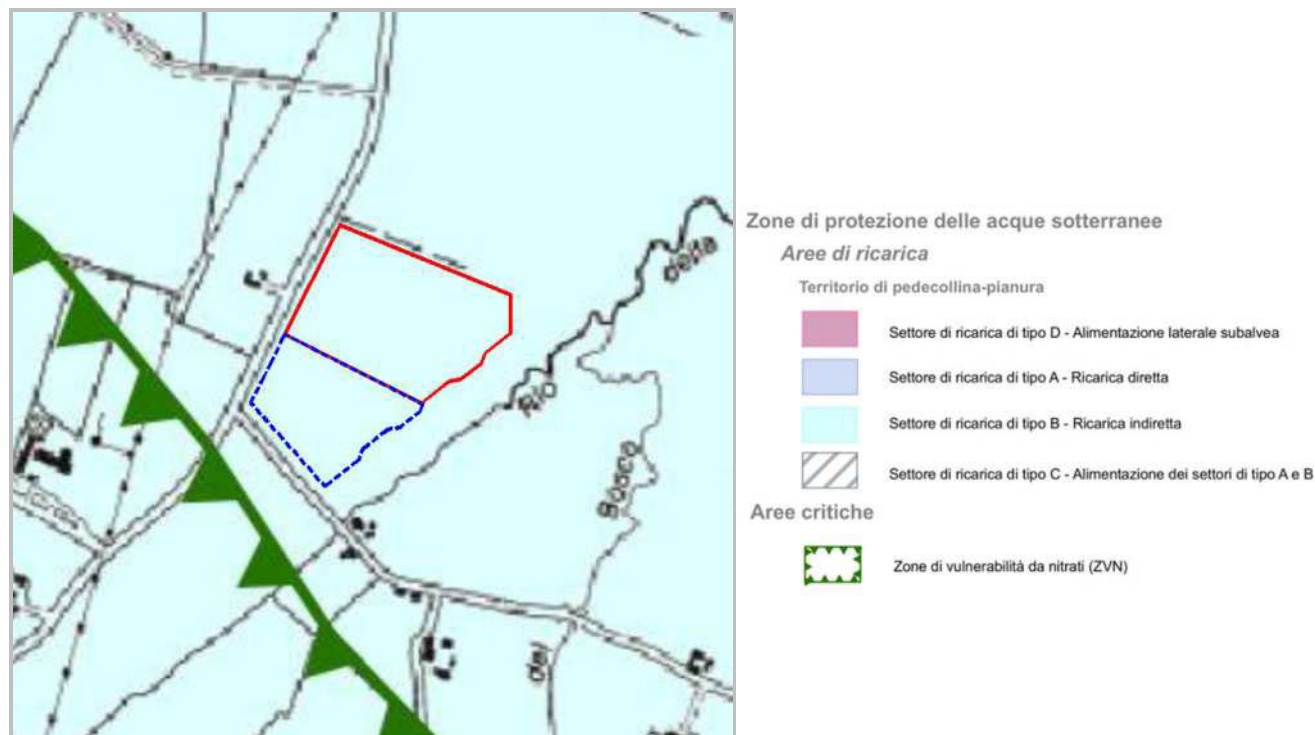 Rio
Bosco
del
Zone di protezione delle acque sotterranee
Aree di ricarica
Territorio di pedecollina-pianura
Settore di ricarica di tipo D - Alimentazione laterale subalvea
Settore di ricarica di tipo A - Ricarica diretta
Settore di ricarica di tipo B - Ricarica indiretta
Settore di ricarica di tipo C - Alimentazione dei settori di tipo A e B
Aree critiche
Zone di vulnerabilità da nitrati (ZVN)